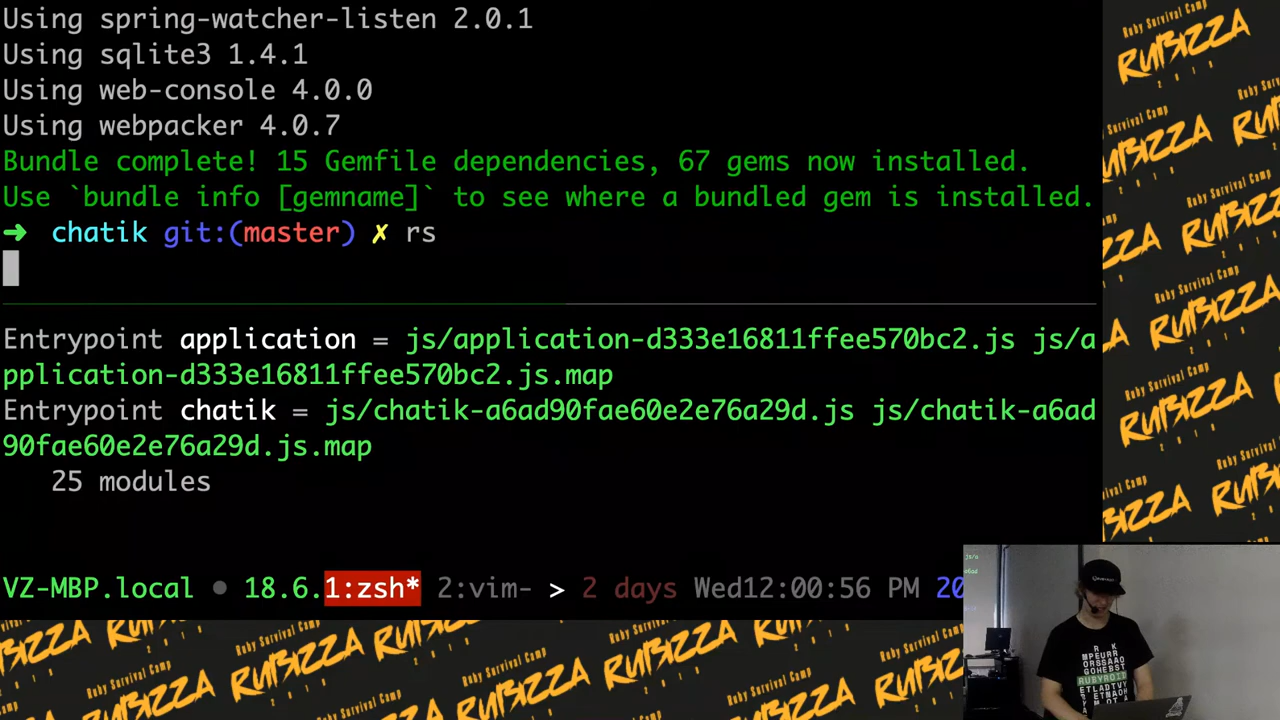 Using spring-watcher-listen 2.0.1
Using sqlite3 1.4.1
Using web-console 4.0.0
Using webpacker 4.0.7
Bundle complete! 15 Gemfile dependencies, 67 gems now installed.
Use `bundle info [gemname]` to see where a bundled gem is installed.
➜ chatik git:(master) ✗ rs
Entrypoint application = js/application-d333e16811ffee570bc2.js js/a
pplication-d333e16811ffee570bc2.js.map
Entrypoint chatik = js/chatik-a6ad90fae60e2e76a29d.js js/chatik-a6ad
90fae60e2e76a29d.js.map
25 modules
VZ-MBP.local ● 18.6.1:zsh* 2:vim- > 2 days Wed12:00:56 PM 20
Ruby Survival Camp
RUBIZZA
2019